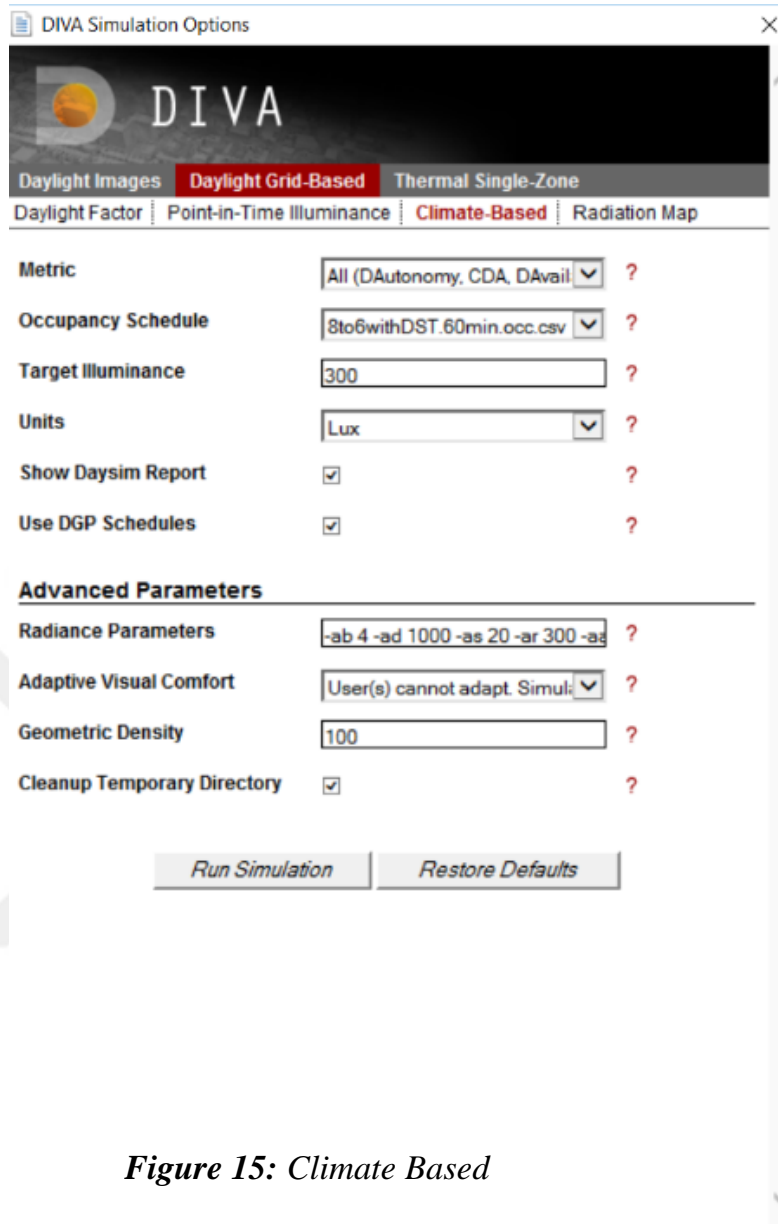 DIVA Simulation Options
DIVA
Daylight Images Daylight Grid-Based Thermal Single-Zone
Daylight Factor Point-in-Time Illuminance Climate-Based Radiation Map
Metric All (DAutonomy, CDA, DAvail ?
Occupancy Schedule 8to6withDST.60min.occ.csv ?
Target Illuminance 300 ?
Units Lux ?
Show Daysim Report ?
Use DGP Schedules ?
Advanced Parameters
Radiance Parameters -ab 4 -ad 1000 -as 20 -ar 300 -aa ?
Adaptive Visual Comfort User(s) cannot adapt. Simul ?
Geometric Density 100 ?
Cleanup Temporary Directory ?
Run Simulation Restore Defaults
Figure 15: Climate Based